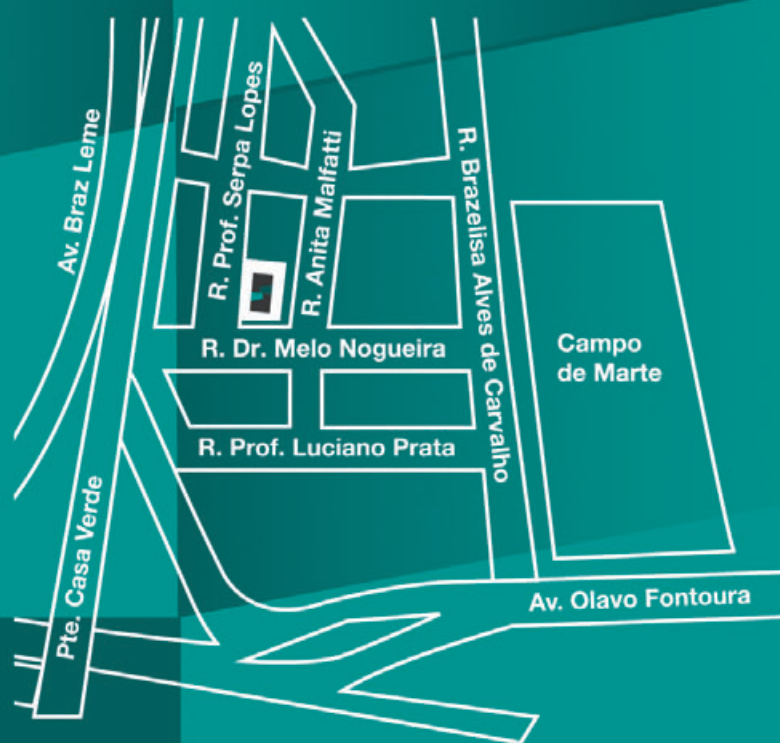 Av. Braz Leme
R. Prof. Serpa Lopes
R. Anita Malfatti
R. Brazelisa Alves de Carvalho
Campo
de Marte
R. Dr. Melo Nogueira
R. Prof. Luciano Prata
Pte. Casa Verde
Av. Olavo Fontoura